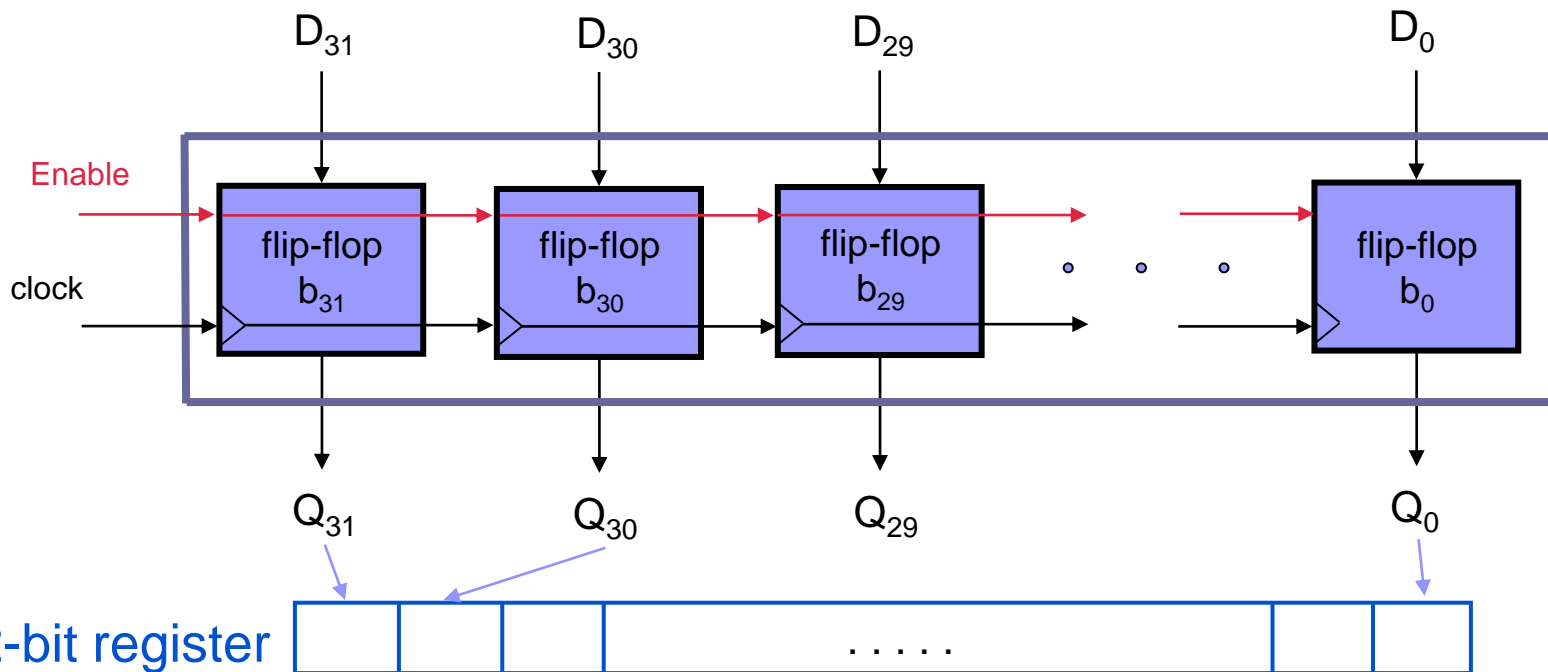 D31 D30 D29 D0
Enable
flip-flop flip-flop flip-flop flip-flop
b31 b30 b29 b0
clock
Q31 Q30 Q29 Q0
-bit register
. . . . .